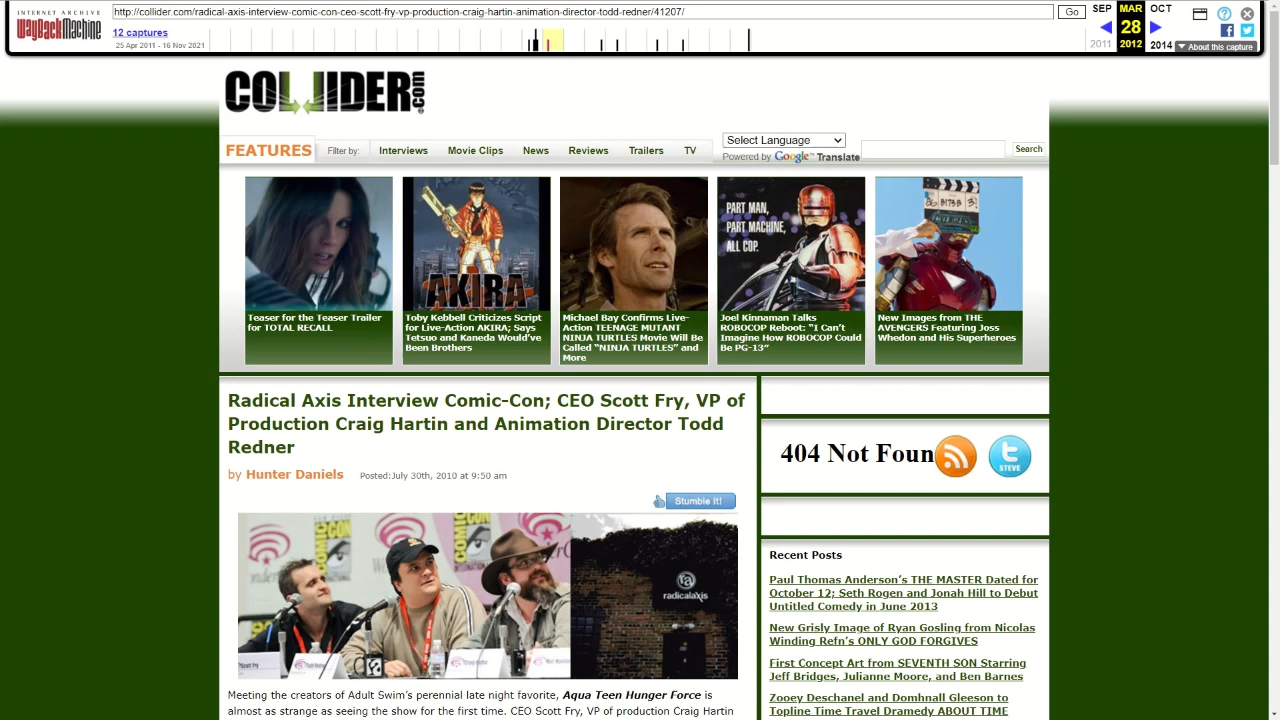 INTERNET ARCHIVE
WayBackMachine
http://collider.com/radical-axis-interview-comic-con-ceo-scott-fry-vp-production-craig-hartin-animation-director-todd-redner/41207/
Go
12 captures
25 Apr 2011 - 16 Nov 2021
SEP MAR OCT
28
2011 2012 2014
About this capture
COLLIDER.com
FEATURES Filter by: Interviews Movie Clips News Reviews Trailers TV
Select Language
Powered by Google™ Translate
Search
AKIRA
PART MAN,
PART MACHINE,
ALL COP.
Teaser for the Teaser Trailer
for TOTAL RECALL
Toby Kebbell Criticizes Script
for Live-Action AKIRA; Says
Tetsuo and Kaneda Would’ve
Been Brothers
Michael Bay Confirms Live-
Action TEENAGE MUTANT
NINJA TURTLES Movie Will Be
Called “NINJA TURTLES” and
More
Joel Kinnaman Talks
ROBOCOP Reboot: “I Can’t
Imagine How ROBOCOP Could
Be PG-13”
New Images from THE
AVENGERS Featuring Joss
Whedon and His Superheroes
Radical Axis Interview Comic-Con; CEO Scott Fry, VP of
Production Craig Hartin and Animation Director Todd
Redner
by Hunter Daniels Posted:July 30th, 2010 at 9:50 am
Stumble It!
radicalaxis
Meeting the creators of Adult Swim’s perennial late night favorite, Aqua Teen Hunger Force is
almost as strange as seeing the show for the first time. CEO Scott Fry, VP of production Craig Hartin
404 Not Foun
STEVE
Recent Posts
Paul Thomas Anderson’s THE MASTER Dated for
October 12; Seth Rogen and Jonah Hill to Debut
Untitled Comedy in June 2013
New Grisly Image of Ryan Gosling from Nicolas
Winding Refn’s ONLY GOD FORGIVES
First Concept Art from SEVENTH SON Starring
Jeff Bridges, Julianne Moore, and Ben Barnes
Zooey Deschanel and Domhnall Gleeson to
Topline Time Travel Dramedy ABOUT TIME